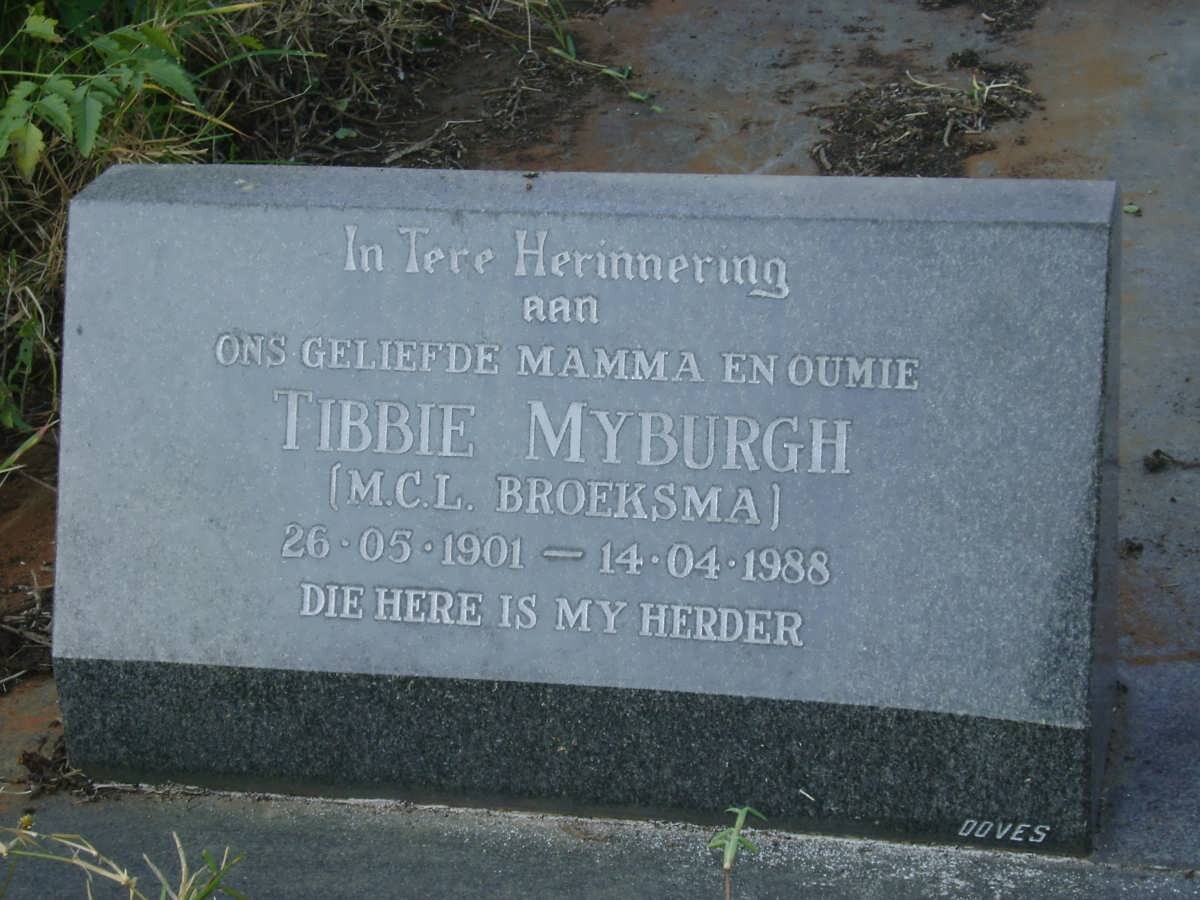 In Tere Herinnering
aan
ONS GELIEFDE MAMMA EN OUMIE
TIBBIE MYBURGH
(M.C.L. BROEKSMA)
26·05·1901 — 14·04·1988
DIE HERE IS MY HERDER
DOVES